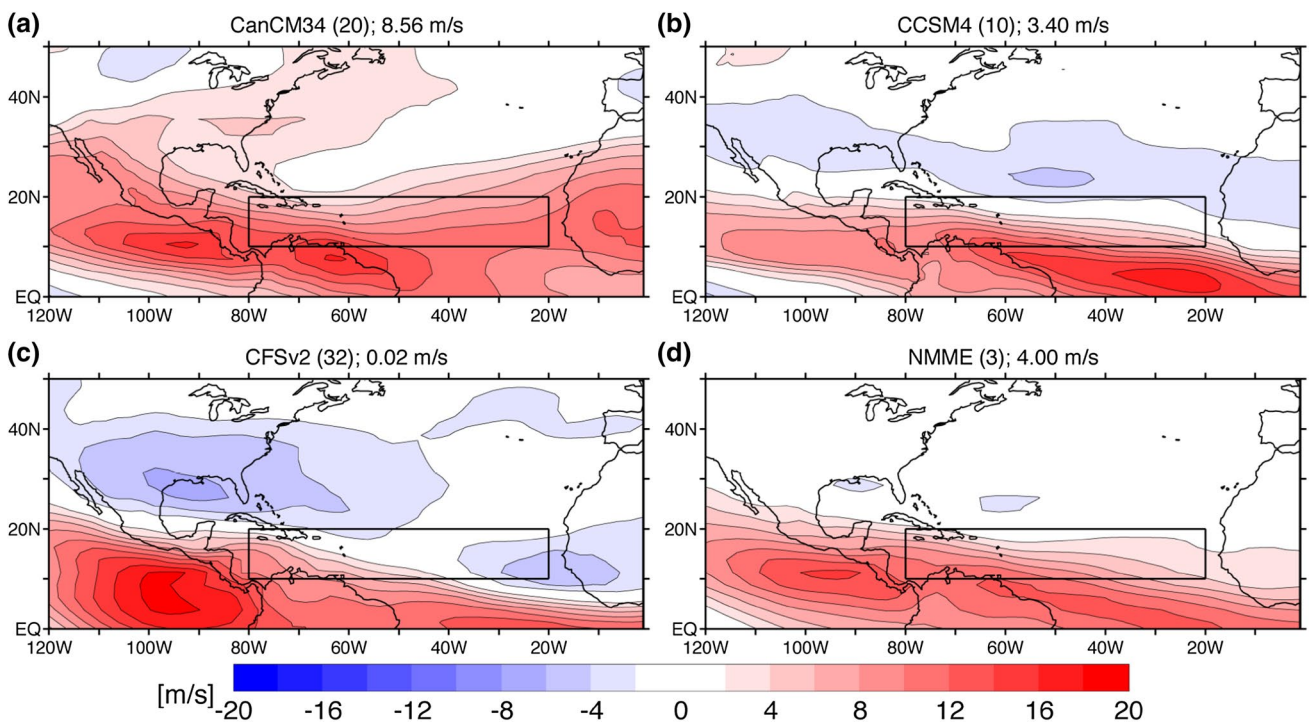 (a) CanCM34 (20); 8.56 m/s
(b) CCSM4 (10); 3.40 m/s
40N
20N
EQ
120W 100W 80W 60W 40W 20W
40N
20N
EQ
120W 100W 80W 60W 40W 20W
(c) CFSv2 (32); 0.02 m/s
(d) NMME (3); 4.00 m/s
40N
20N
EQ
120W 100W 80W 60W 40W 20W
40N
20N
EQ
120W 100W 80W 60W 40W 20W
[m/s] -20 -16 -12 -8 -4 0 4 8 12 16 20